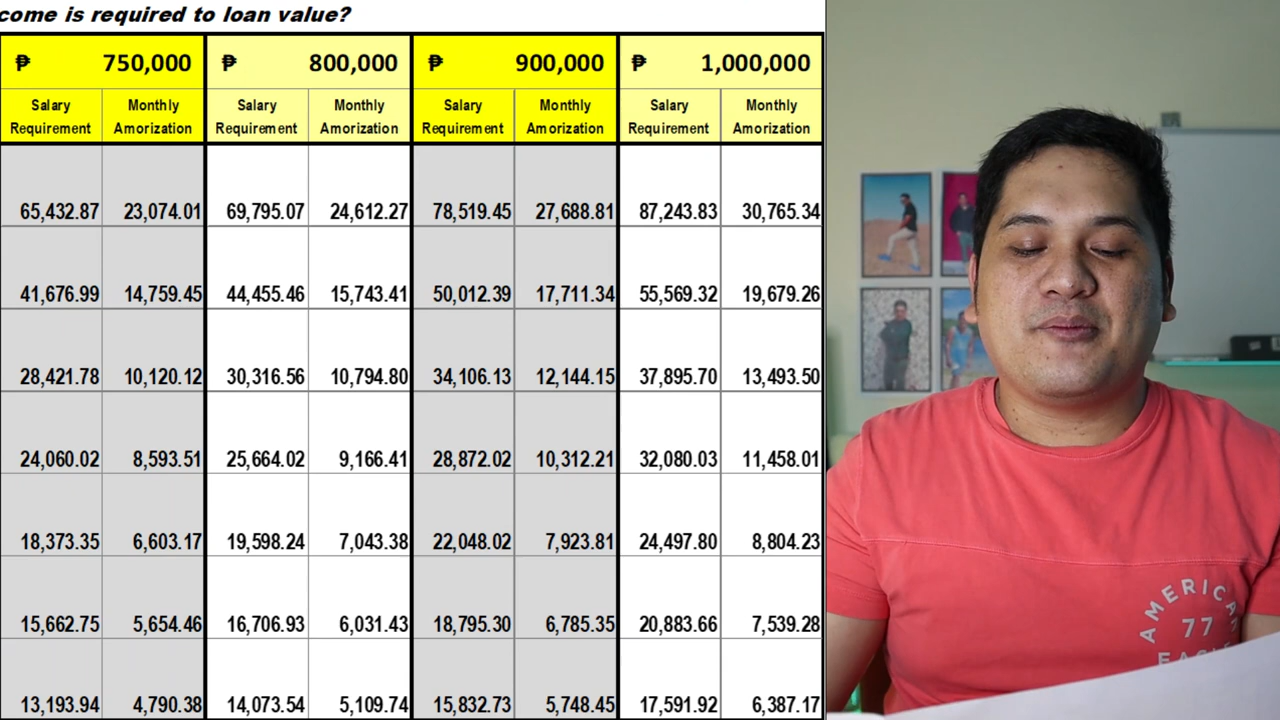 come is required to loan value?
₱ 750,000 ₱ 800,000 ₱ 900,000 ₱ 1,000,000
Salary Requirement Monthly Amorization Salary Requirement Monthly Amorization Salary Requirement Monthly Amorization Salary Requirement Monthly Amorization
65,432.87 23,074.01 69,795.07 24,612.27 78,519.45 27,688.81 87,243.83 30,765.34
41,676.99 14,759.45 44,455.46 15,743.41 50,012.39 17,711.34 55,569.32 19,679.26
28,421.78 10,120.12 30,316.56 10,794.80 34,106.13 12,144.15 37,895.70 13,493.50
24,060.02 8,593.51 25,664.02 9,166.41 28,872.02 10,312.21 32,080.03 11,458.01
18,373.35 6,603.17 19,598.24 7,043.38 22,048.02 7,923.81 24,497.80 8,804.23
15,662.75 5,654.46 16,706.93 6,031.43 18,795.30 6,785.35 20,883.66 7,539.28
13,193.94 4,790.38 14,073.54 5,109.74 15,832.73 5,748.45 17,591.92 6,387.17
AMERICAN
77